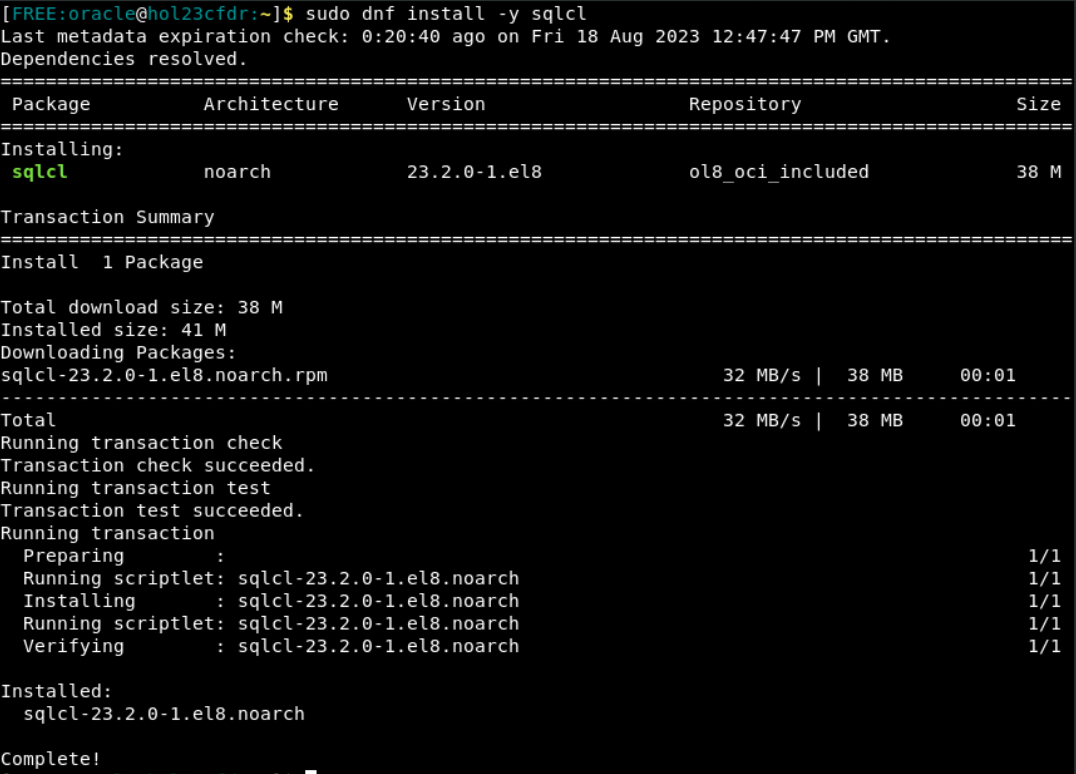 [FREE:oracle@hol23cfdr:~]$ sudo dnf install -y sqlcl
Last metadata expiration check: 0:20:40 ago on Fri 18 Aug 2023 12:47:47 PM GMT.
Dependencies resolved.
================================================================================
 Package          Architecture      Version                  Repository                   Size
================================================================================
Installing:
 sqlcl            noarch            23.2.0-1.el8             ol8_oci_included             38 M

Transaction Summary
================================================================================
Install  1 Package

Total download size: 38 M
Installed size: 41 M
Downloading Packages:
sqlcl-23.2.0-1.el8.noarch.rpm                                   32 MB/s |  38 MB     00:01
--------------------------------------------------------------------------------
Total                                                           32 MB/s |  38 MB     00:01
Running transaction check
Transaction check succeeded.
Running transaction test
Transaction test succeeded.
Running transaction
  Preparing        :                                                                        1/1
  Running scriptlet: sqlcl-23.2.0-1.el8.noarch                                              1/1
  Installing       : sqlcl-23.2.0-1.el8.noarch                                              1/1
  Running scriptlet: sqlcl-23.2.0-1.el8.noarch                                              1/1
  Verifying        : sqlcl-23.2.0-1.el8.noarch                                              1/1

Installed:
  sqlcl-23.2.0-1.el8.noarch

Complete!